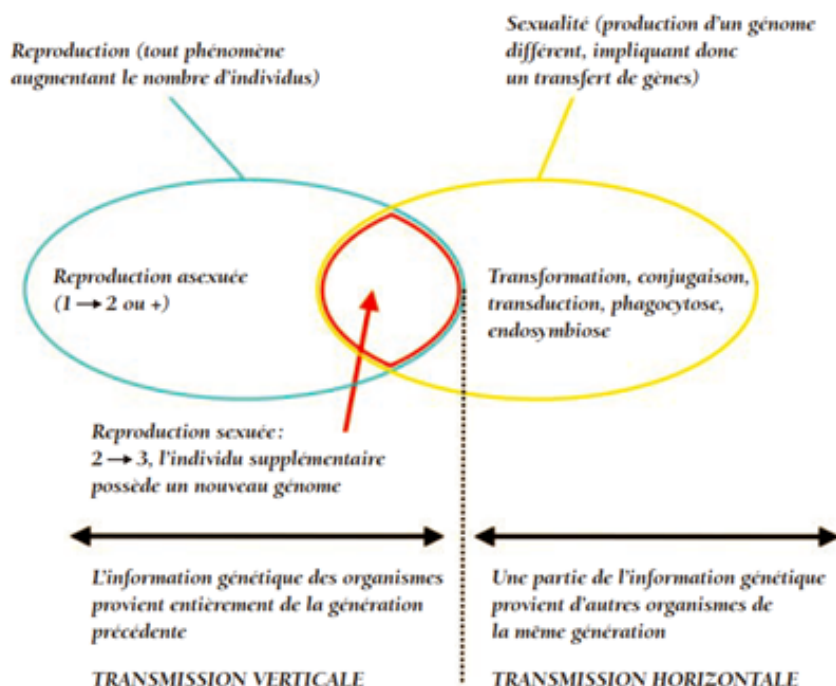 Reproduction (tout phénomène
augmentant le nombre d'individus)
Sexualité (production d'un génome
différent, impliquant donc
un transfert de gènes)
Reproduction asexuée
(1 → 2 ou +)
Transformation, conjugaison,
transduction, phagocytose,
endosymbiose
Reproduction sexuée:
2 → 3, l'individu supplémentaire
possède un nouveau génome
L'information génétique des organismes
provient entièrement de la génération
précédente
TRANSMISSION VERTICALE
Une partie de l'information génétique
provient d'autres organismes de
la même génération
TRANSMISSION HORIZONTALE